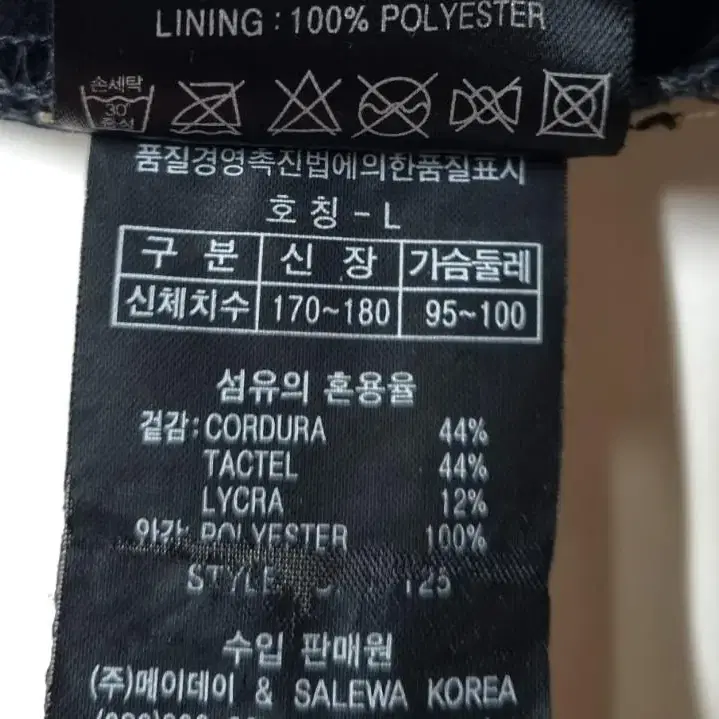 LINING : 100% POLYESTER
손세탁
30
품질경영촉진법에의한품질표시
호칭 - L
구 분 신 장 가슴둘레
신체치수 170~180 95~100
섬유의 혼용율
겉감: CORDURA 44%
TACTEL 44%
LYCRA 12%
안감: POLYESTER 100%
STYLE 125
수입 판매원
(주)메이데이 & SALEWA KOREA